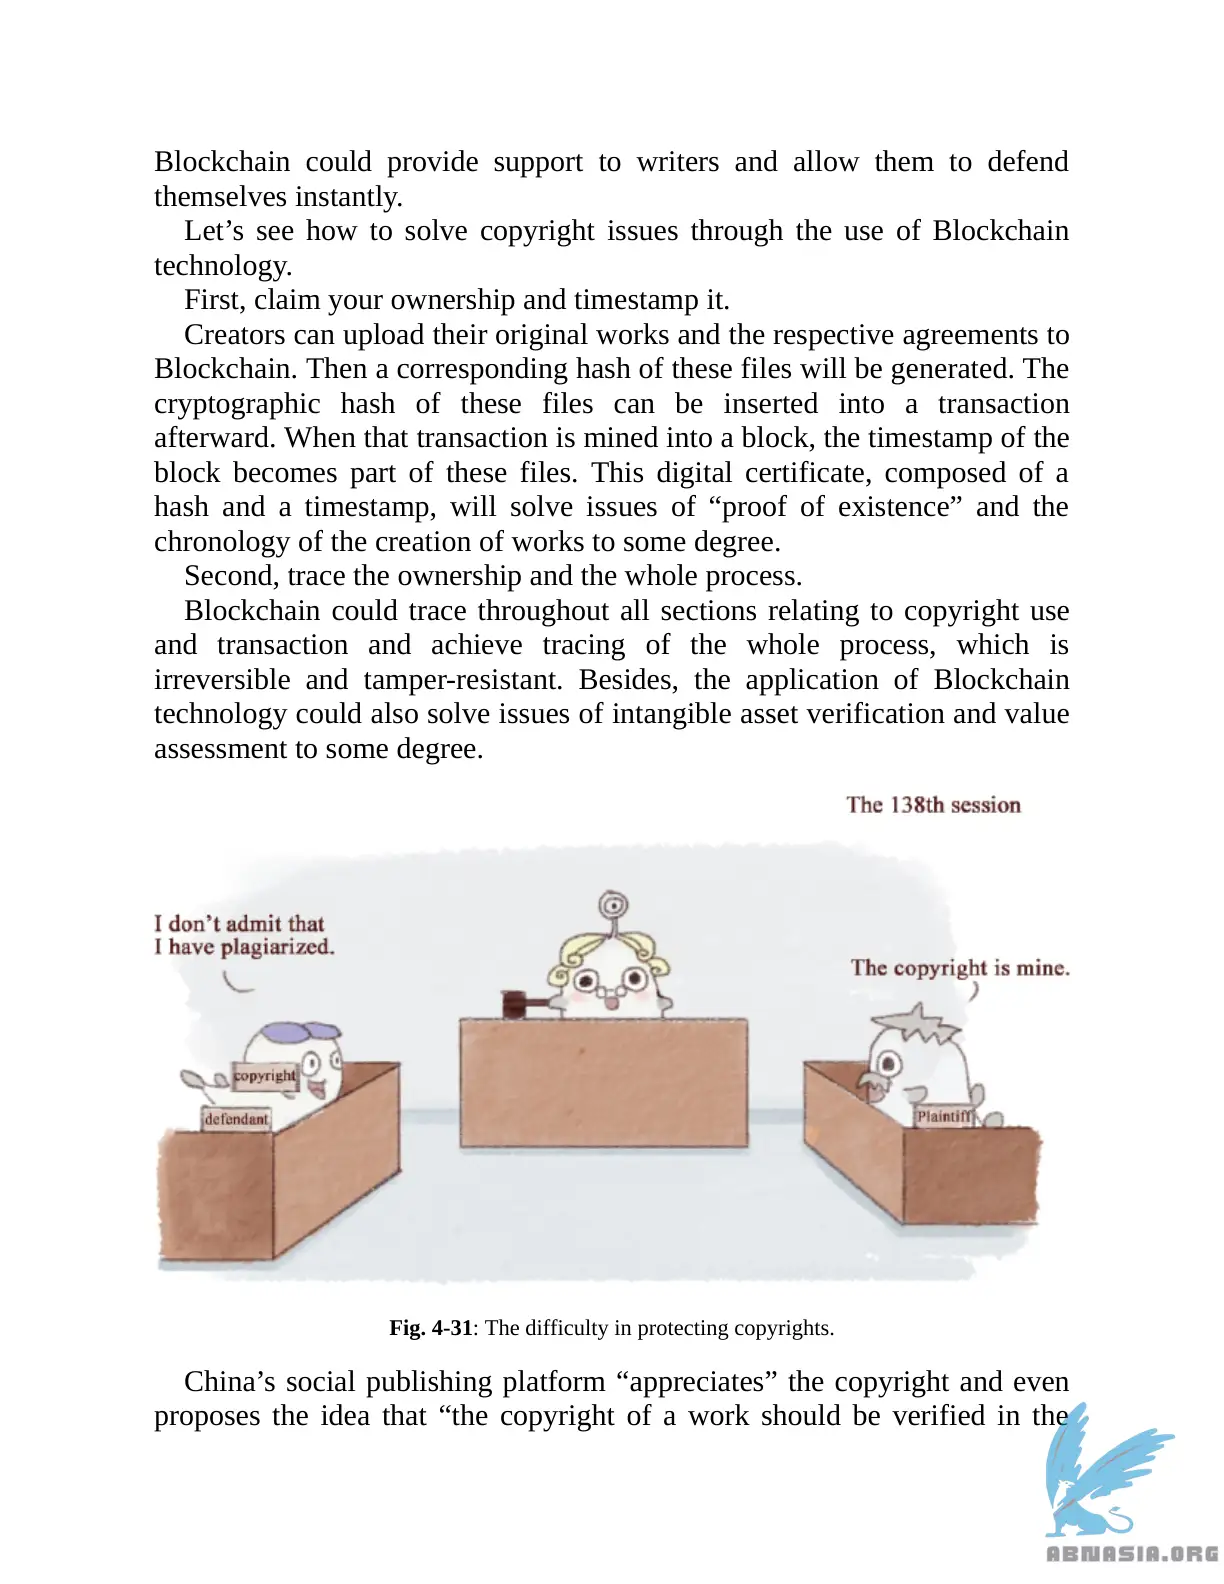 Blockchain could provide support to writers and allow them to defend
themselves instantly.
Let’s see how to solve copyright issues through the use of Blockchain
technology.
First, claim your ownership and timestamp it.
Creators can upload their original works and the respective agreements to
Blockchain. Then a corresponding hash of these files will be generated. The
cryptographic hash of these files can be inserted into a transaction
afterward. When that transaction is mined into a block, the timestamp of the
block becomes part of these files. This digital certificate, composed of a
hash and a timestamp, will solve issues of “proof of existence” and the
chronology of the creation of works to some degree.
Second, trace the ownership and the whole process.
Blockchain could trace throughout all sections relating to copyright use
and transaction and achieve tracing of the whole process, which is
irreversible and tamper-resistant. Besides, the application of Blockchain
technology could also solve issues of intangible asset verification and value
assessment to some degree.
The 138th session
I don’t admit that
I have plagiarized.
The copyright is mine.
copyright
defendant
Plaintiff
Fig. 4-31: The difficulty in protecting copyrights.
China’s social publishing platform “appreciates” the copyright and even
proposes the idea that “the copyright of a work should be verified in the
ABNASIA.ORG